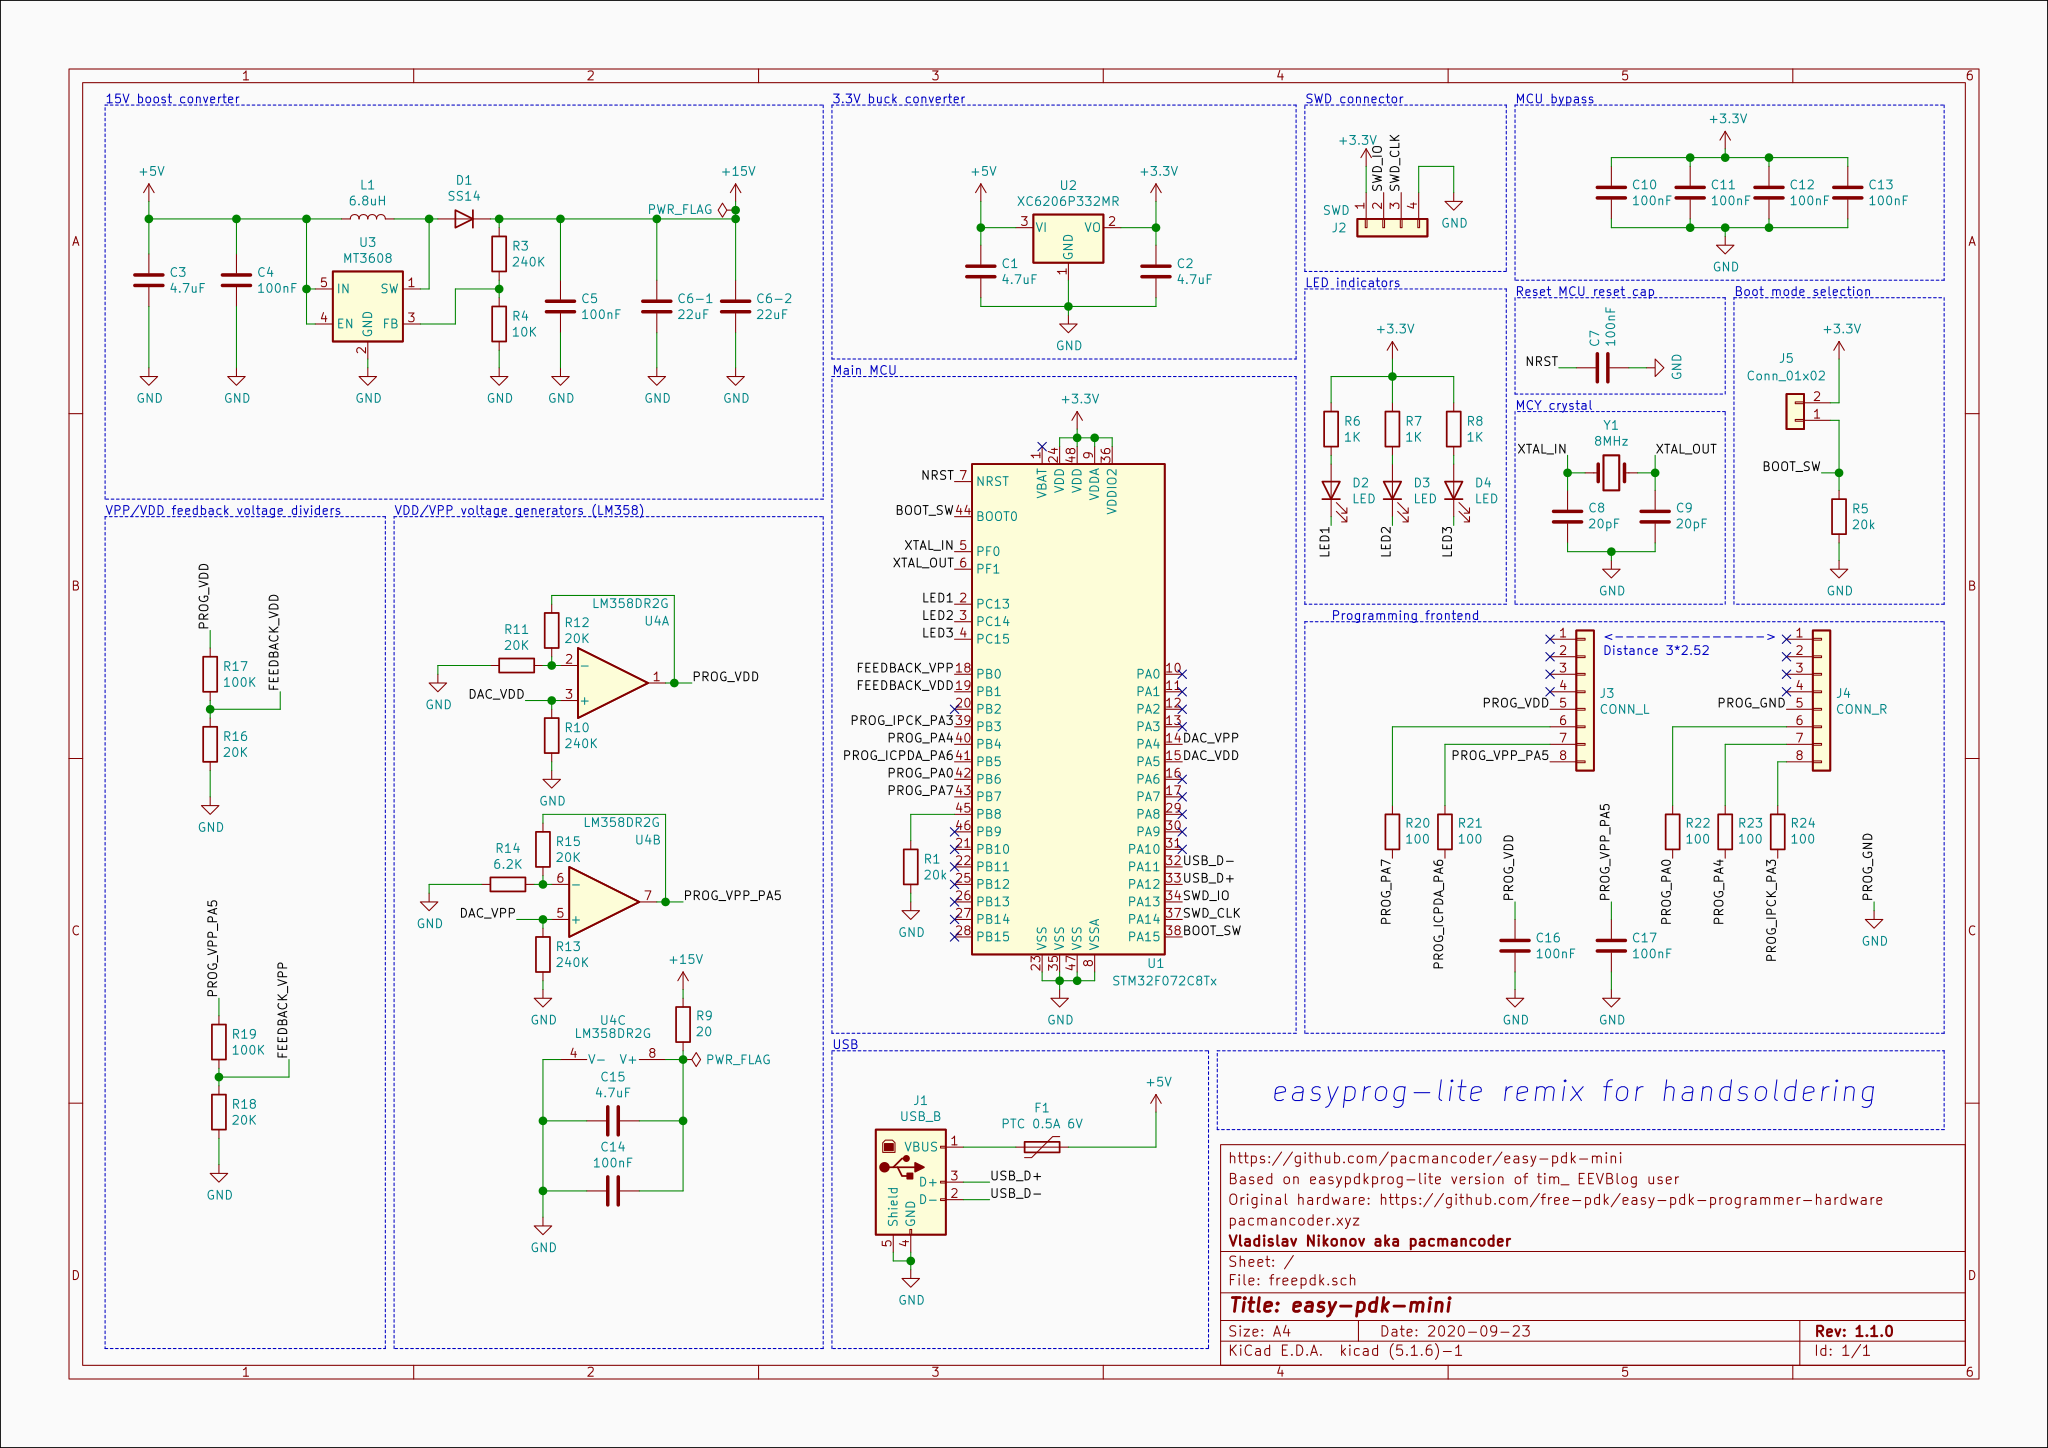 1 2 3 4 5 6
15V boost converter
+5V
L1
6.8uH
D1
SS14
PWR_FLAG
+15V
U3
MT3608
5 IN SW 1
4 EN GND FB 3
2
C3
4.7uF
C4
100nF
R3
240K
R4
10K
C5
100nF
C6-1
22uF
C6-2
22uF
GND GND GND GND GND GND GND
3.3V buck converter
+5V
U2
XC6206P332MR
+3.3V
3 VI VO 2
GND
1
C1
4.7uF
C2
4.7uF
GND
SWD connector
+3.3V
SWD_IO
SWD_CLK
SWD
J2
1 2 3 4
GND
MCU bypass
+3.3V
C10
100nF
C11
100nF
C12
100nF
C13
100nF
GND
LED indicators
+3.3V
R6
1K
R7
1K
R8
1K
D2
LED
D3
LED
D4
LED
LED1
LED2
LED3
Reset MCU reset cap
C7
100nF
NRST
GND
MCY crystal
Y1
8MHz
XTAL_IN
XTAL_OUT
C8
20pF
C9
20pF
GND
Boot mode selection
+3.3V
J5
Conn_01x02
2
1
BOOT_SW
R5
20k
GND
VPP/VDD feedback voltage dividers
PROG_VDD
FEEDBACK_VDD
R17
100K
R16
20K
GND
PROG_VPP_PA5
FEEDBACK_VPP
R19
100K
R18
20K
GND
VDD/VPP voltage generators (LM358)
LM358DR2G
U4A
R12
20K
R11
20K
2 -
3 +
1
PROG_VDD
DAC_VDD
GND
R10
240K
GND
LM358DR2G
U4B
R15
20K
R14
6.2K
6 -
5 +
7
PROG_VPP_PA5
DAC_VPP
GND
R13
240K
GND
+15V
R9
20
U4C
LM358DR2G
4 V- V+ 8
PWR_FLAG
C15
4.7uF
C14
100nF
GND
Main MCU
+3.3V
1 24 48 9 36
VBAT VDD VDD VDDA VDDIO2
NRST 7 NRST
BOOT_SW 44 BOOT0
XTAL_IN 5 PF0
XTAL_OUT 6 PF1
LED1 2 PC13
LED2 3 PC14
LED3 4 PC15
FEEDBACK_VPP 18 PB0
FEEDBACK_VDD 19 PB1
20 PB2
PROG_IPCK_PA3 39 PB3
PROG_PA4 40 PB4
PROG_ICPDA_PA6 41 PB5
PROG_PA0 42 PB6
PROG_PA7 43 PB7
45 PB8
46 PB9
21 PB10
22 PB11
25 PB12
26 PB13
27 PB14
28 PB15
PA0 10
PA1 11
PA2 12
PA3 13
PA4 14 DAC_VPP
PA5 15 DAC_VDD
PA6 16
PA7 17
PA8 29
PA9 30
PA10 31
PA11 32 USB_D-
PA12 33 USB_D+
PA13 34 SWD_IO
PA14 37 SWD_CLK
PA15 38 BOOT_SW
VSS VSS VSS VSSA
23 35 47 8
R1
20k
GND
U1
STM32F072C8Tx
GND
Programming frontend
<---------------->
Distance 3*2.52
1
2
3
4
PROG_VDD 5
6
7
PROG_VPP_PA5 8
J3
CONN_L
1
2
3
4
PROG_GND 5
6
7
8
J4
CONN_R
R20
100
R21
100
R22
100
R23
100
R24
100
PROG_PA7
PROG_ICPDA_PA6
PROG_VDD
PROG_VPP_PA5
PROG_PA0
PROG_PA4
PROG_IPCK_PA3
PROG_GND
C16
100nF
C17
100nF
GND
GND
GND
USB
J1
USB_B
F1
PTC 0.5A 6V
+5V
VBUS 1
D+ 3 USB_D+
D- 2 USB_D-
Shield GND
5 4
GND
easyprog-lite remix for handsoldering
https://github.com/pacmancoder/easy-pdk-mini
Based on easypdkprog-lite version of tim_ EEVBlog user
Original hardware: https://github.com/free-pdk/easy-pdk-programmer-hardware
pacmancoder.xyz
Vladislav Nikonov aka pacmancoder
Sheet: /
File: freepdk.sch
Title: easy-pdk-mini
Size: A4 Date: 2020-09-23 Rev: 1.1.0
KiCad E.D.A. kicad (5.1.6)-1 Id: 1/1
A A
B B
C C
D D
1 2 3 4 5 6